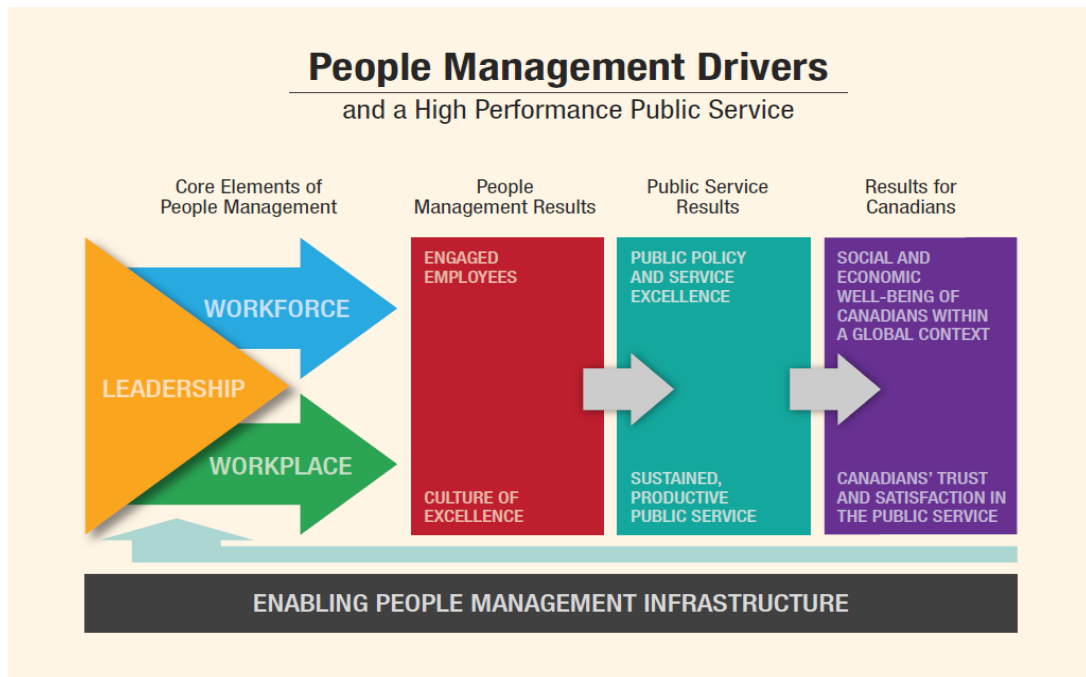 People Management Drivers
and a High Performance Public Service
Core Elements of
People Management
People
Management Results
Public Service
Results
Results for
Canadians
LEADERSHIP
WORKFORCE
WORKPLACE
ENGAGED
EMPLOYEES
CULTURE OF
EXCELLENCE
PUBLIC POLICY
AND SERVICE
EXCELLENCE
SUSTAINED,
PRODUCTIVE
PUBLIC SERVICE
SOCIAL AND
ECONOMIC
WELL-BEING OF
CANADIANS WITHIN
A GLOBAL CONTEXT
CANADIANS' TRUST
AND SATISFACTION IN
THE PUBLIC SERVICE
ENABLING PEOPLE MANAGEMENT INFRASTRUCTURE